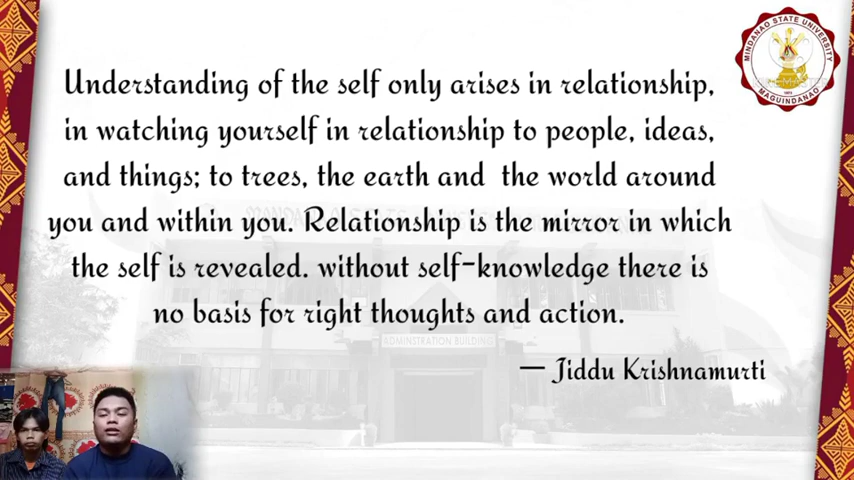 MINDANAO STATE UNIVERSITY
MAGUINDANAO
Understanding of the self only arises in relationship,
in watching yourself in relationship to people, ideas,
and things; to trees, the earth and the world around
you and within you. Relationship is the mirror in which
the self is revealed. without self-knowledge there is
no basis for right thoughts and action.
ADMINSTRATION BUILDING
— Jiddu Krishnamurti